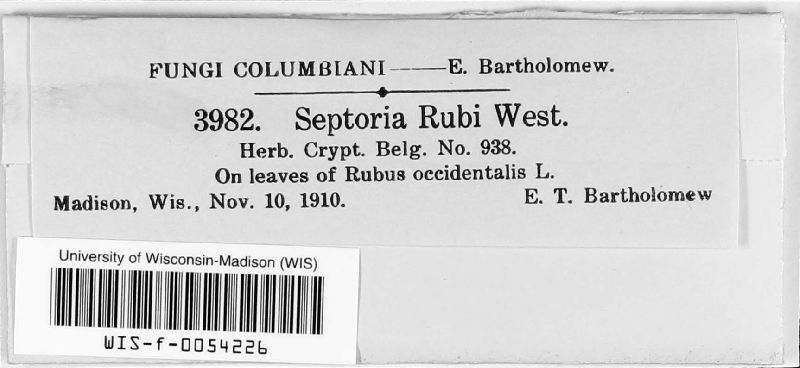 FUNGI COLUMBIANI——E. Bartholomew.
3982. Septoria Rubi West.
Herb. Crypt. Belg. No. 938.
On leaves of Rubus occidentalis L.
Madison, Wis., Nov. 10, 1910. E. T. Bartholomew
University of Wisconsin-Madison (WIS)
WIS-f-0054226